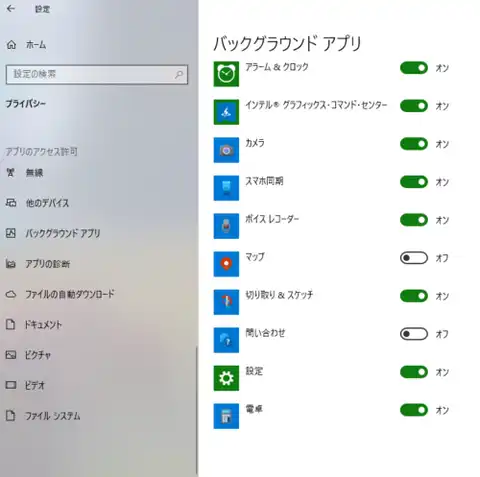 設定
ホーム
設定の検索
プライバシー
アプリのアクセス許可
無線
他のデバイス
バックグラウンド アプリ
アプリの診断
ファイルの自動ダウンロード
ドキュメント
ピクチャ
ビデオ
ファイル システム
バックグラウンド アプリ
アラーム & クロック オン
インテル® グラフィックス・コマンド・センター オン
カメラ オン
スマホ同期 オン
ボイス レコーダー オン
マップ オフ
切り取り & スケッチ オン
問い合わせ オフ
設定 オン
電卓 オン